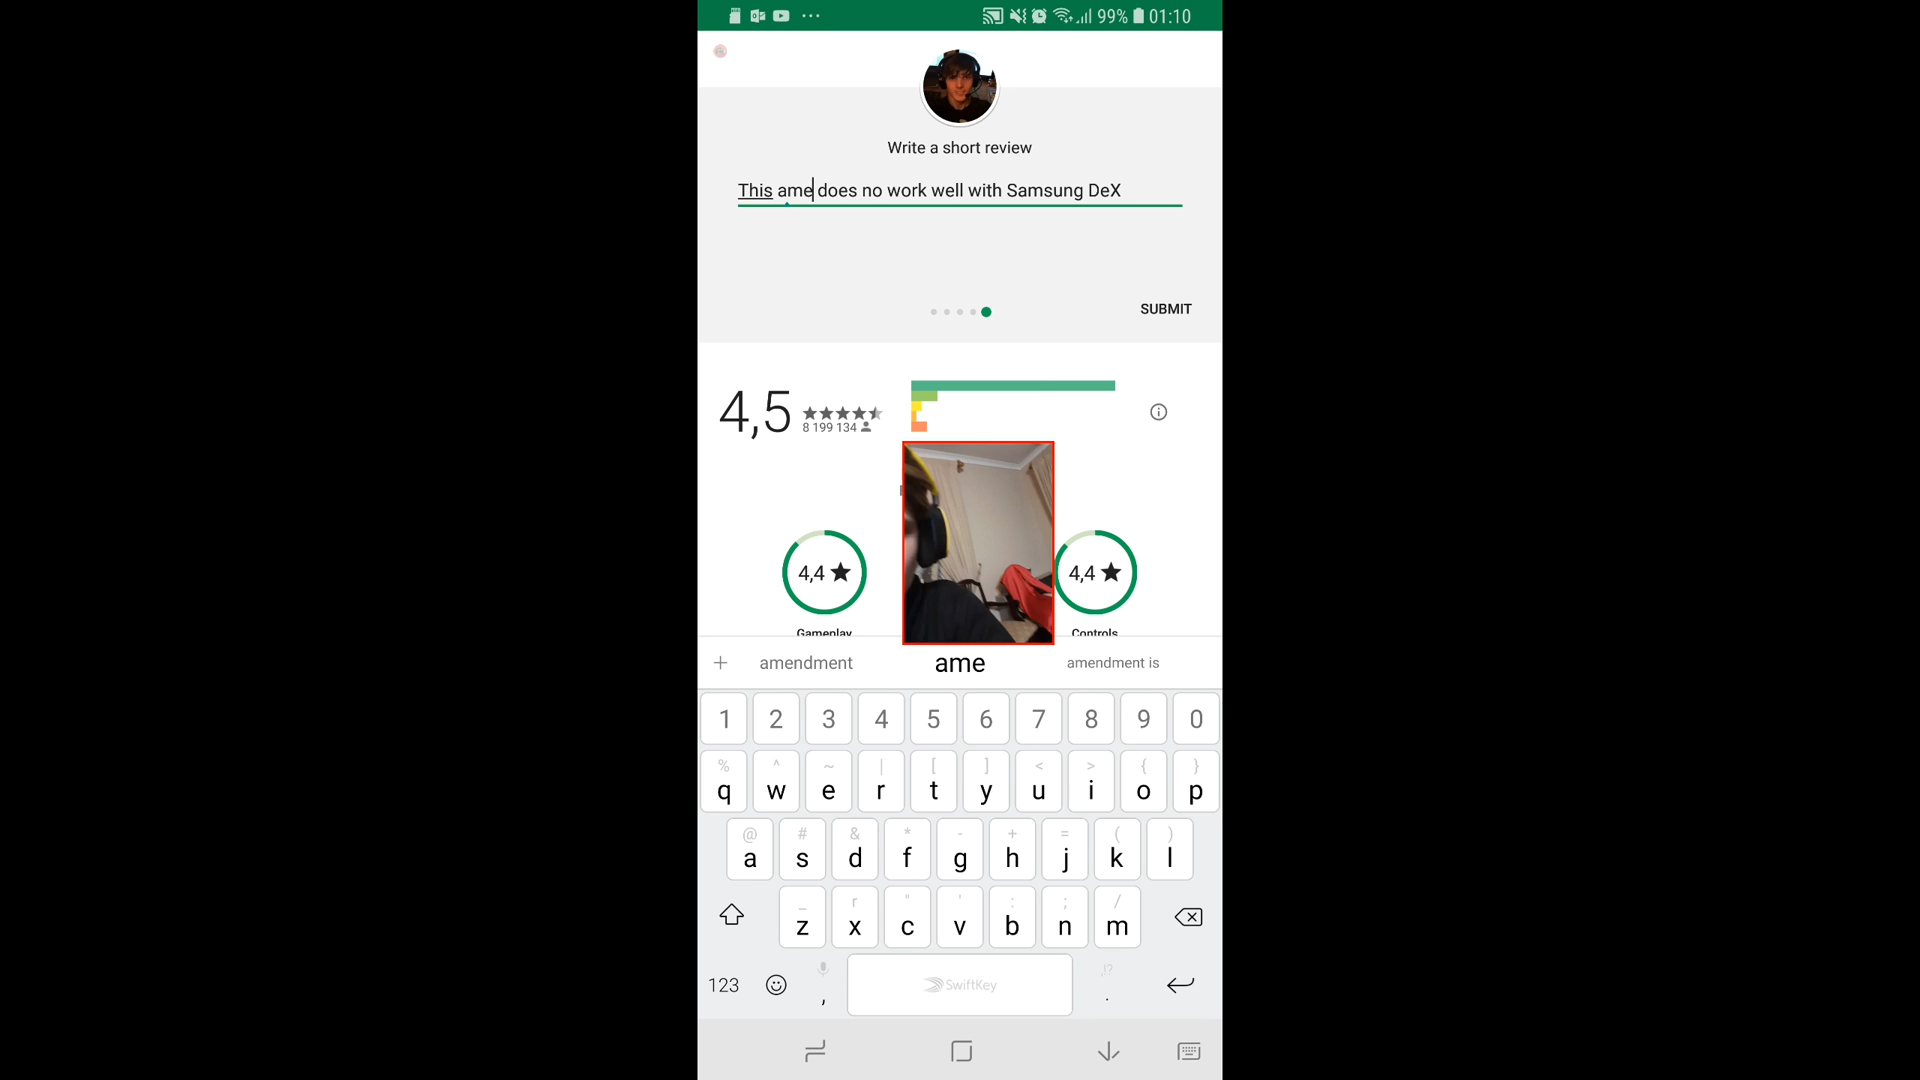 99% 01:10
Write a short review
This ame does no work well with Samsung DeX
SUBMIT
4,5
8 199 134
4,4
4,4
Gameplay
Controls
+ amendment ame amendment is
1 2 3 4 5 6 7 8 9 0
% ^ ~ | [ ] < > { }
q w e r t y u i o p
@ # & * - + = ( )
a s d f g h j k l
_ r " ' : ; /
z x c v b n m
123 , SwiftKey ,!? .